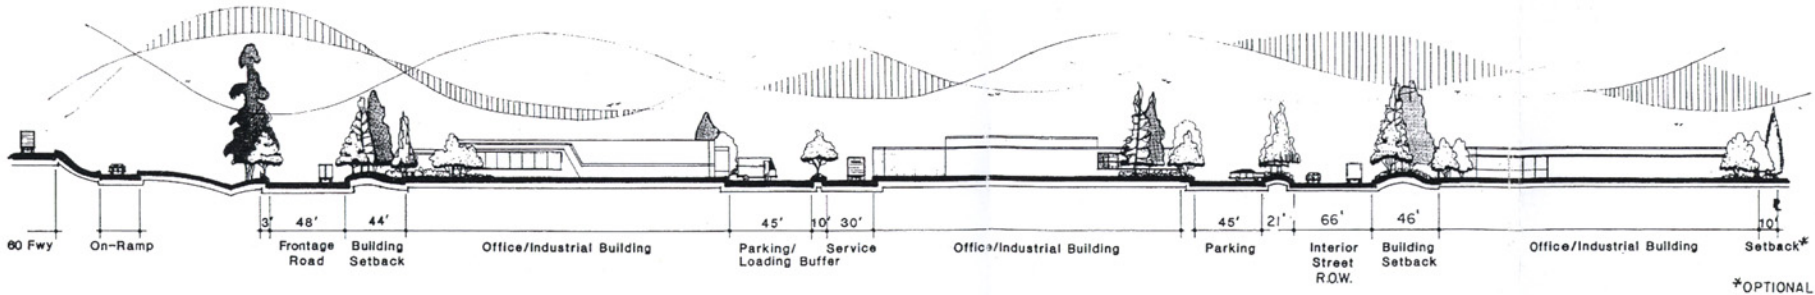 3' 48' 44' 45' 10' 30' 45' 21' 66' 46' 10'
60 Fwy On-Ramp Frontage Building Office/Industrial Building Parking/ Service Office/Industrial Building Parking Interior Building Office/Industrial Building Setback*
Road Setback Loading Buffer Street Setback
R.O.W.
*OPTIONAL